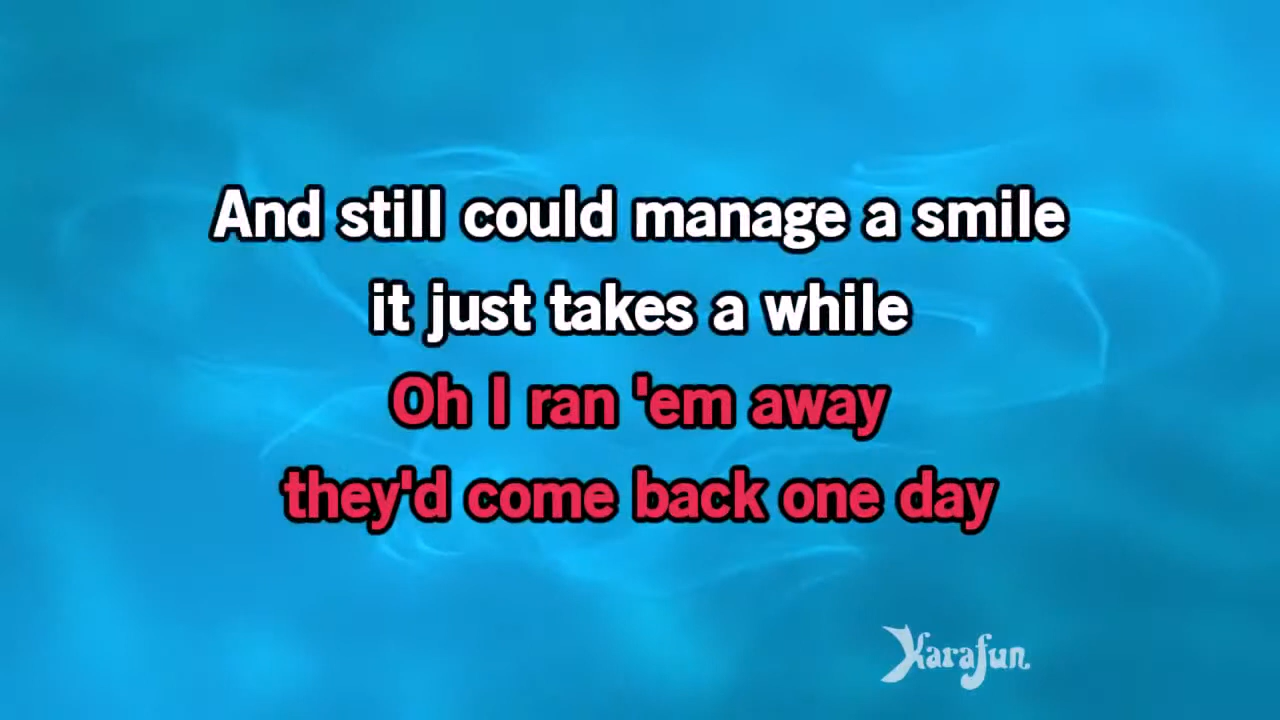 And still could manage a smile
it just takes a while
Oh I ran 'em away
they'd come back one day
Karafun